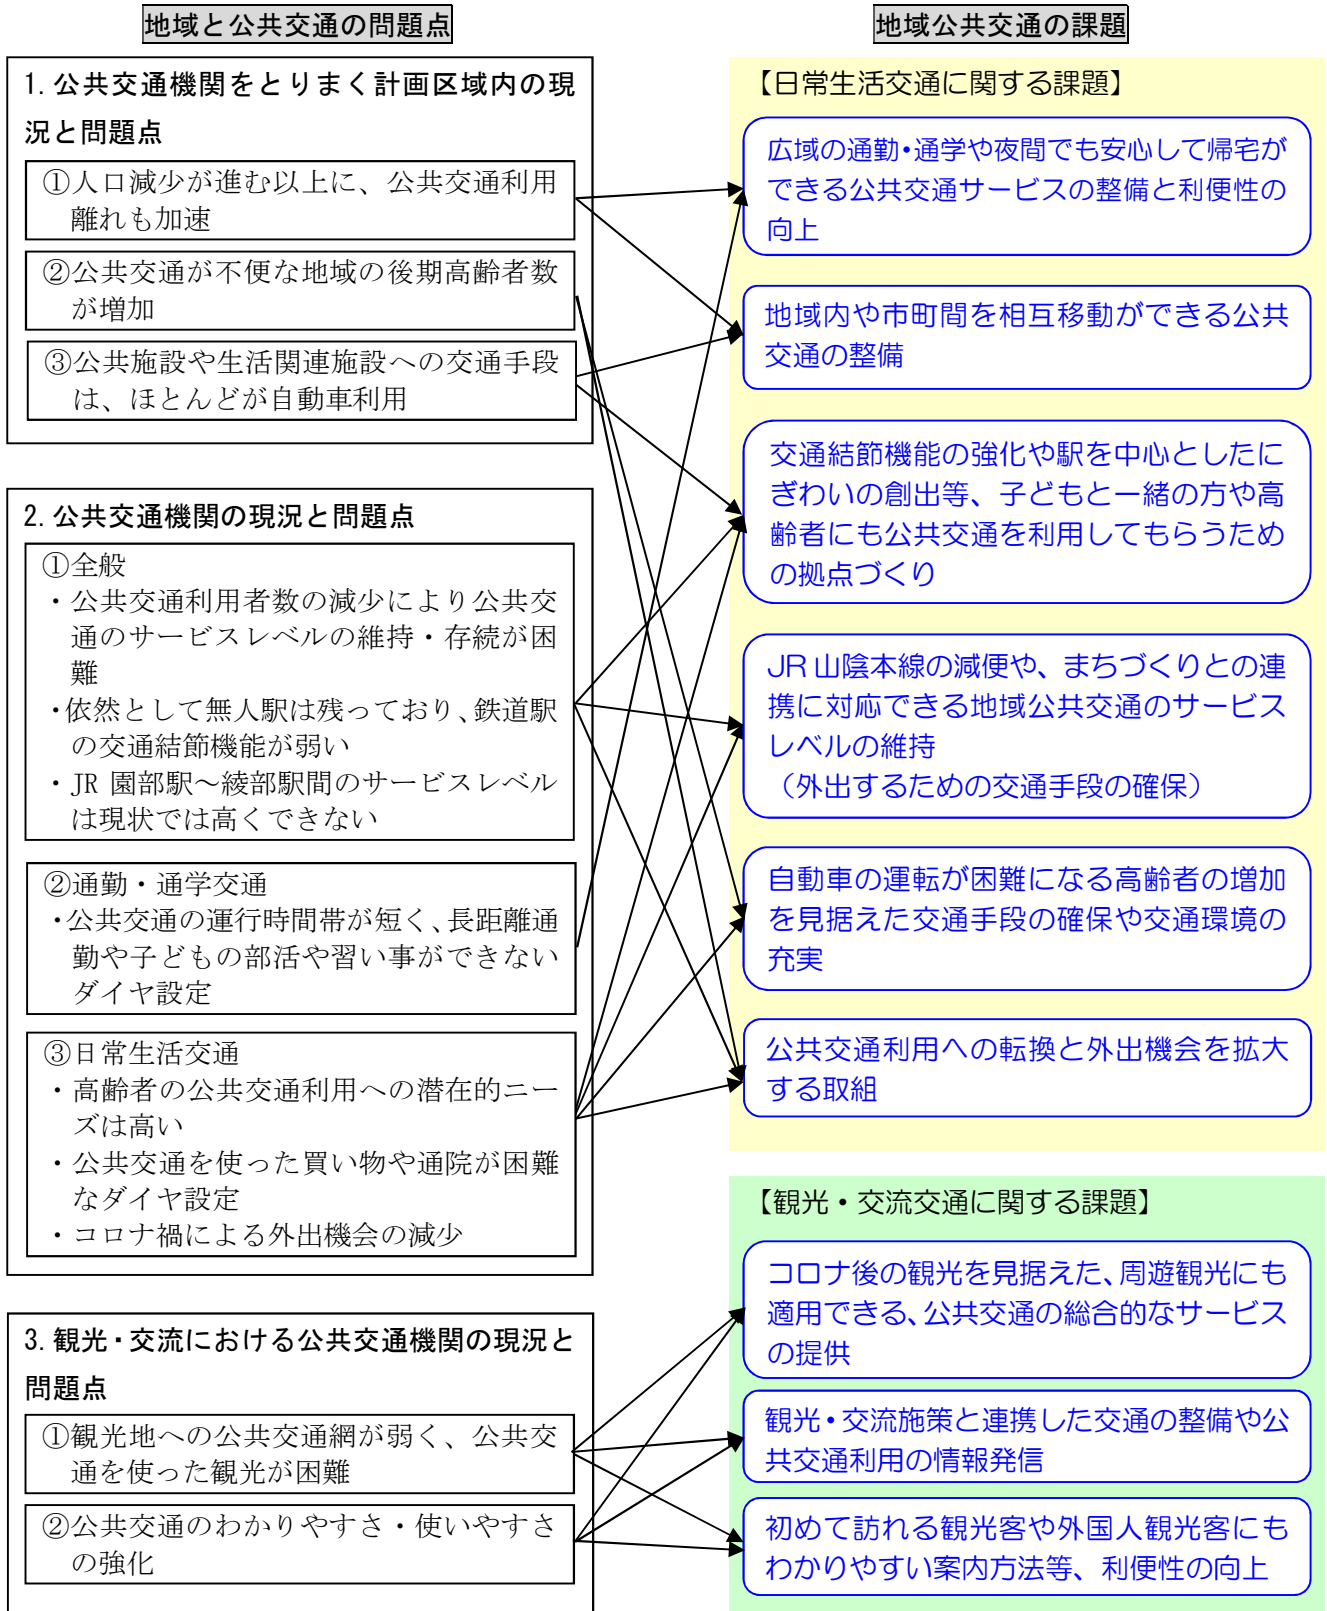 地域と公共交通の問題点
1.公共交通機関をとりまく計画区域内の現
況と問題点
①人口減少が進む以上に、公共交通利用
離れも加速
②公共交通が不便な地域の後期高齢者数
が増加
③公共施設や生活関連施設への交通手段
は、ほとんどが自動車利用
2.公共交通機関の現況と問題点
①全般
・公共交通利用者数の減少により公共交
通のサービスレベルの維持・存続が困
難
・依然として無人駅は残っており、鉄道駅
の交通結節機能が弱い
・JR 園部駅～綾部駅間のサービスレベル
は現状では高くできない
②通勤・通学交通
・公共交通の運行時間帯が短く、長距離通
勤や子どもの部活や習い事ができない
ダイヤ設定
③日常生活交通
・高齢者の公共交通利用への潜在的ニー
ズは高い
・公共交通を使った買い物や通院が困難
なダイヤ設定
・コロナ禍による外出機会の減少
3.観光・交流における公共交通機関の現況と
問題点
①観光地への公共交通網が弱く、公共交
通を使った観光が困難
②公共交通のわかりやすさ・使いやすさ
の強化
地域公共交通の課題
【日常生活交通に関する課題】
広域の通勤・通学や夜間でも安心して帰宅が
できる公共交通サービスの整備と利便性の
向上
地域内や市町間を相互移動ができる公共
交通の整備
交通結節機能の強化や駅を中心としたに
ぎわいの創出等、子どもと一緒の方や高
齢者にも公共交通を利用してもらうため
の拠点づくり
JR 山陰本線の減便や、まちづくりとの連
携に対応できる地域公共交通のサービス
レベルの維持
（外出するための交通手段の確保）
自動車の運転が困難になる高齢者の増加
を見据えた交通手段の確保や交通環境の
充実
公共交通利用への転換と外出機会を拡大
する取組
【観光・交流交通に関する課題】
コロナ後の観光を見据えた、周遊観光にも
適用できる、公共交通の総合的なサービス
の提供
観光・交流施策と連携した交通の整備や公
共交通利用の情報発信
初めて訪れる観光客や外国人観光客にも
わかりやすい案内方法等、利便性の向上